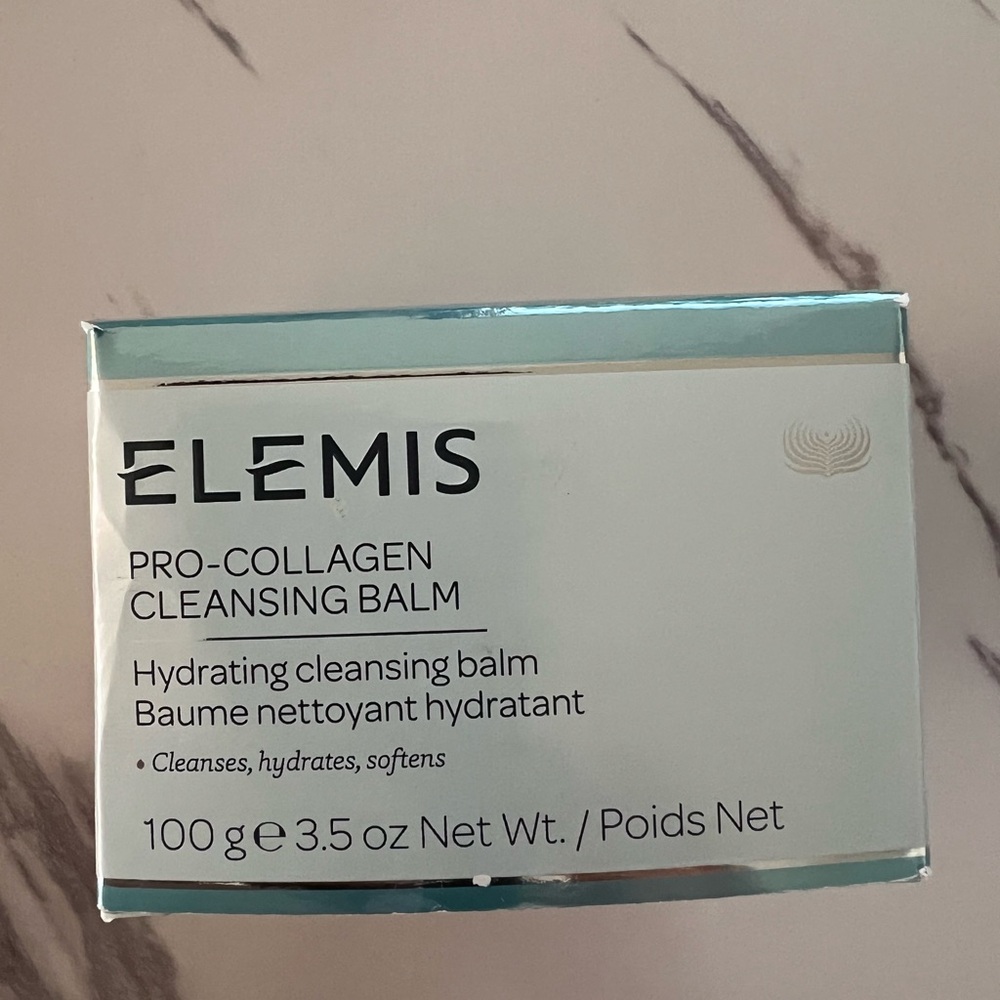 ELEMIS
PRO-COLLAGEN
CLEANSING BALM
Hydrating cleansing balm
Baume nettoyant hydratant
• Cleanses, hydrates, softens
100 g ℮ 3.5 oz Net Wt. / Poids Net